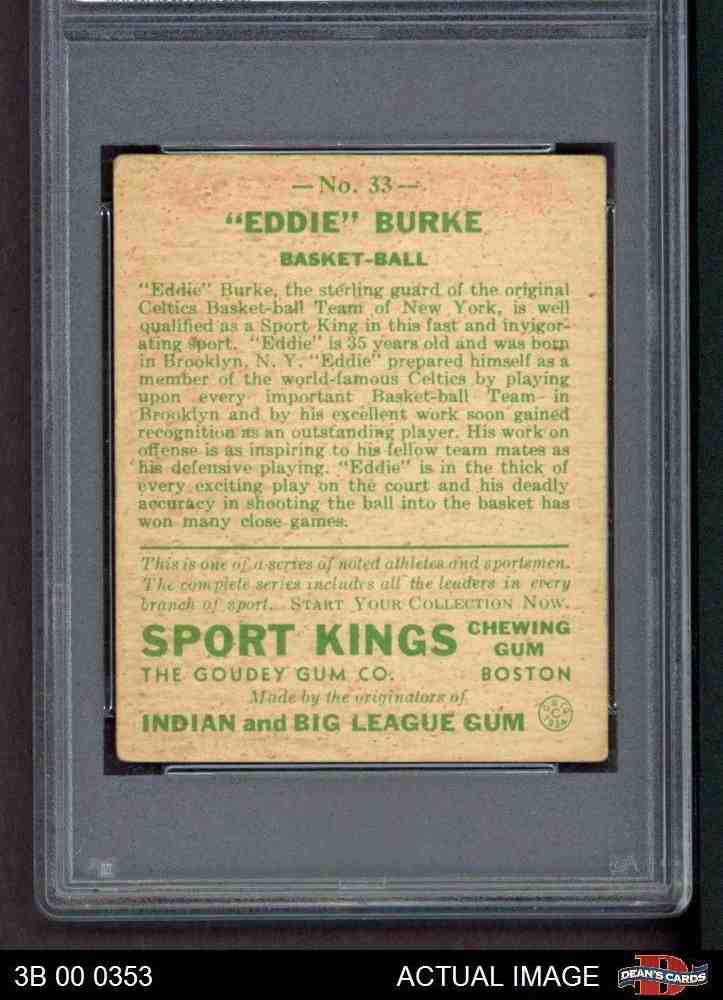 —No. 33—
"EDDIE" BURKE
BASKET-BALL
"Eddie" Burke, the sterling guard of the original
Celtics Basket-ball Team of New York, is well
qualified as a Sport King in this fast and invigor-
ating sport. "Eddie" is 35 years old and was born
in Brooklyn, N. Y. "Eddie" prepared himself as a
member of the world-famous Celtics by playing
upon every important Basket-ball Team in
Brooklyn and by his excellent work soon gained
recognition as an outstanding player. His work on
offense is as inspiring to his fellow team mates as
his defensive playing. "Eddie" is in the thick of
every exciting play on the court and his deadly
accuracy in shooting the ball into the basket has
won many close games.
This is one of a series of noted athletes and sportsmen.
The complete series includes all the leaders in every
branch of sport. START YOUR COLLECTION NOW.
SPORT KINGS CHEWING GUM
THE GOUDEY GUM CO. BOSTON
Made by the originators of
INDIAN and BIG LEAGUE GUM
3B 00 0353 ACTUAL IMAGE DEAN'S CARDS